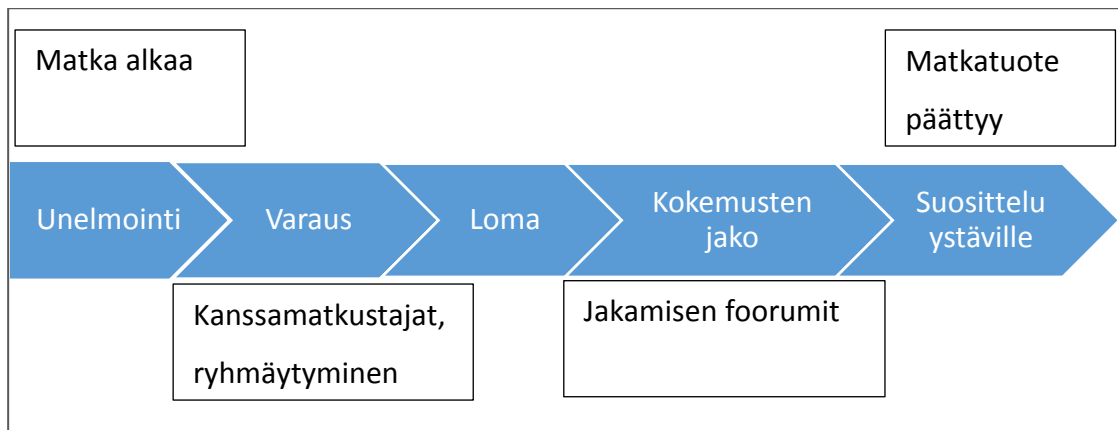 Matka alkaa
Matkatuote
päättyy
Unelmointi
Varaus
Loma
Kokemusten
jako
Suosittelu
ystäville
Kanssamatkustajat,
ryhmäytyminen
Jakamisen foorumit